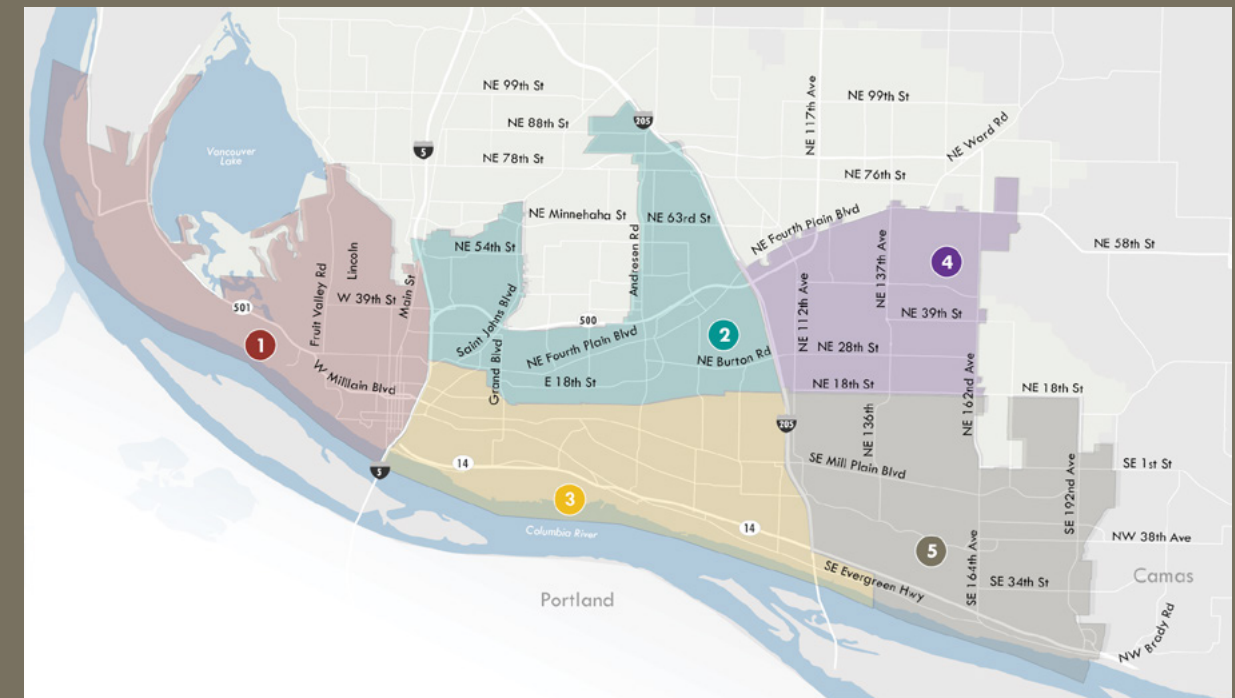 NE 99th St
NE 99th St
NE 117th Ave
205
NE 88th St
5
NE 78th St
NE Ward Rd
Vancouver
Lake
NE 76th St
NE Minnehaha St
NE 63rd St
NE Fourth Plain Blvd
NE 54th St
NE 58th St
Lincoln
Main St
Andresen Rd
NE 137th Ave
4
Fruit Valley Rd
W 39th St
501
Saint Johns Blvd
500
NE 112th Ave
NE 39th St
1
2
NE Fourth Plain Blvd
NE 28th St
NE Burton Rd
W Milllain Blvd
Grand Blvd
E 18th St
NE 18th St
NE 162nd Ave
NE 18th St
205
NE 136th
14
SE Mill Plain Blvd
SE 1st St
5
3
SE 192nd Ave
14
Columbia River
NW 38th Ave
5
SE 164th Ave
SE Evergreen Hwy
SE 34th St
Camas
Portland
NW Brady Rd